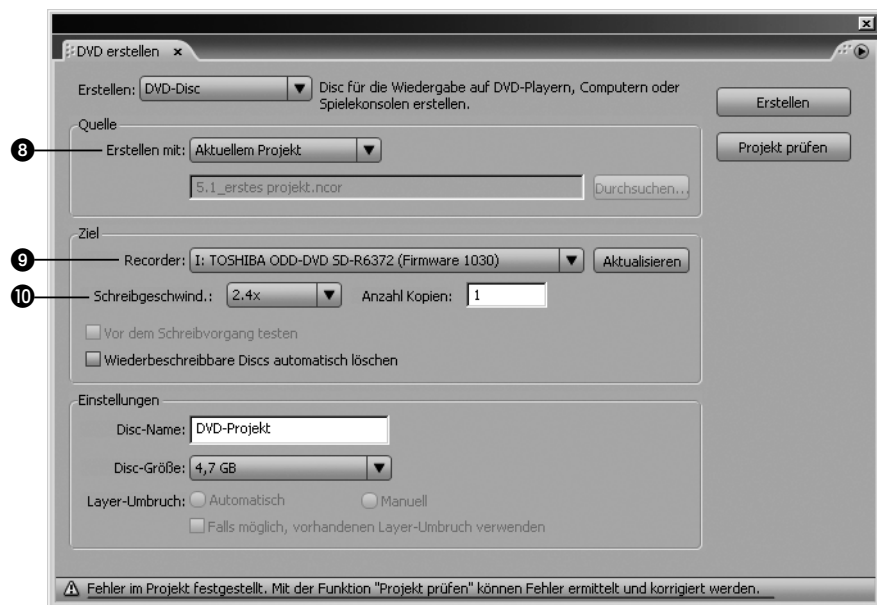 DVD erstellen x
Erstellen: DVD-Disc Disc für die Wiedergabe auf DVD-Playern, Computern oder
Spielekonsolen erstellen.
Erstellen
Quelle
8 Erstellen mit: Aktuellem Projekt
Projekt prüfen
5.1_erstes projekt.ncor Durchsuchen...
Ziel
9 Recorder: I: TOSHIBA ODD-DVD SD-R6372 (Firmware 1030) Aktualisieren
10 Schreibgeschwind.: 2.4x Anzahl Kopien: 1
Vor dem Schreibvorgang testen
Wiederbeschreibbare Discs automatisch löschen
Einstellungen
Disc-Name: DVD-Projekt
Disc-Größe: 4,7 GB
Layer-Umbruch: Automatisch Manuell
Falls möglich, vorhandenen Layer-Umbruch verwenden
Fehler im Projekt festgestellt. Mit der Funktion "Projekt prüfen" können Fehler ermittelt und korrigiert werden.